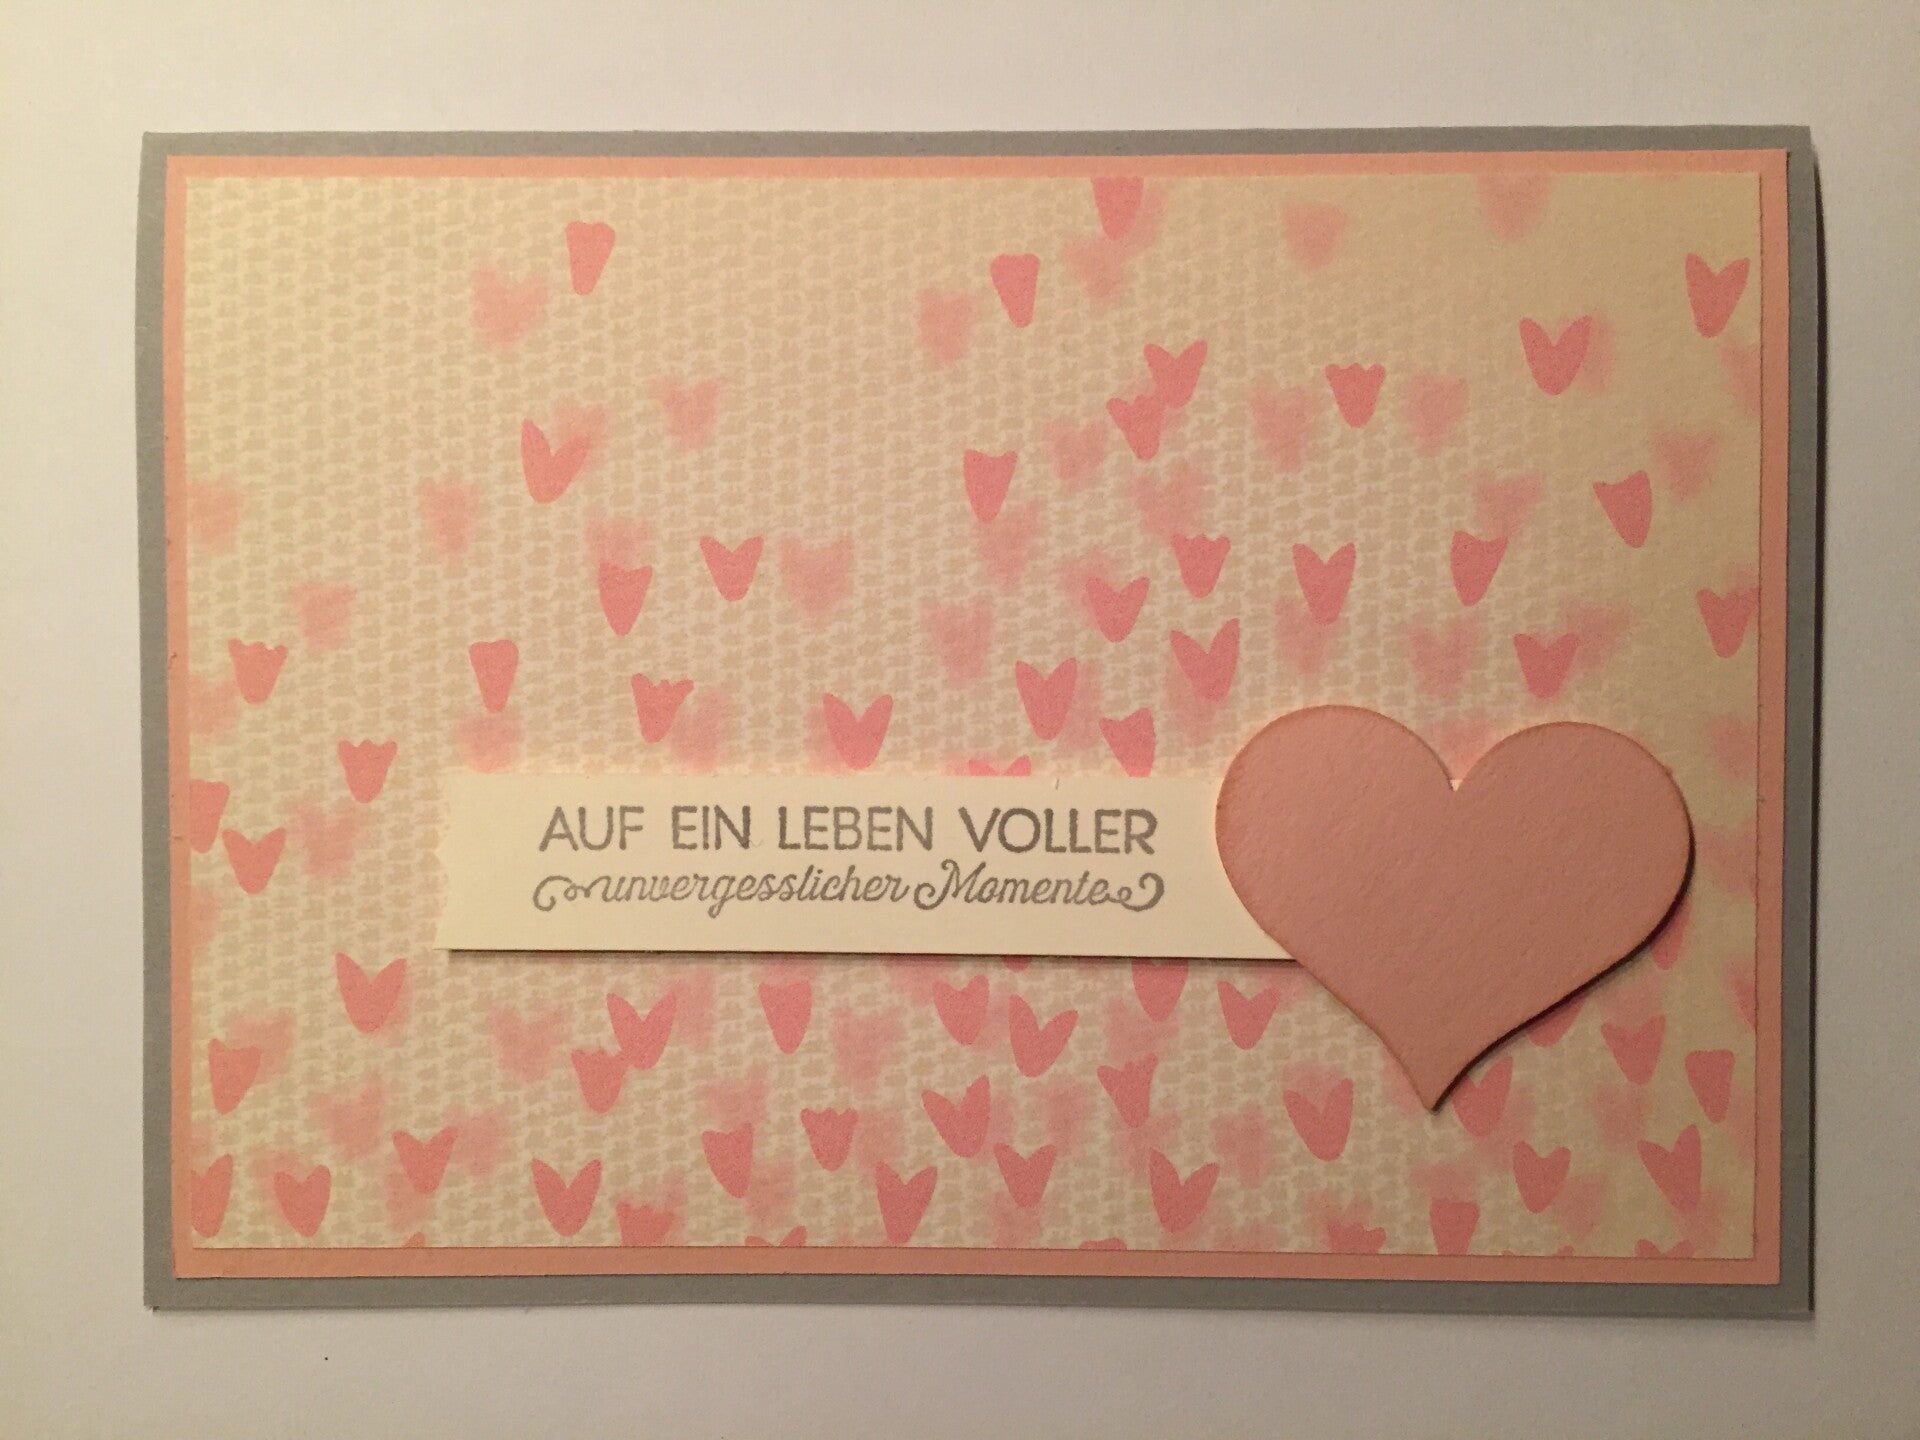 AUF EIN LEBEN VOLLER
unvergesslicher Momente